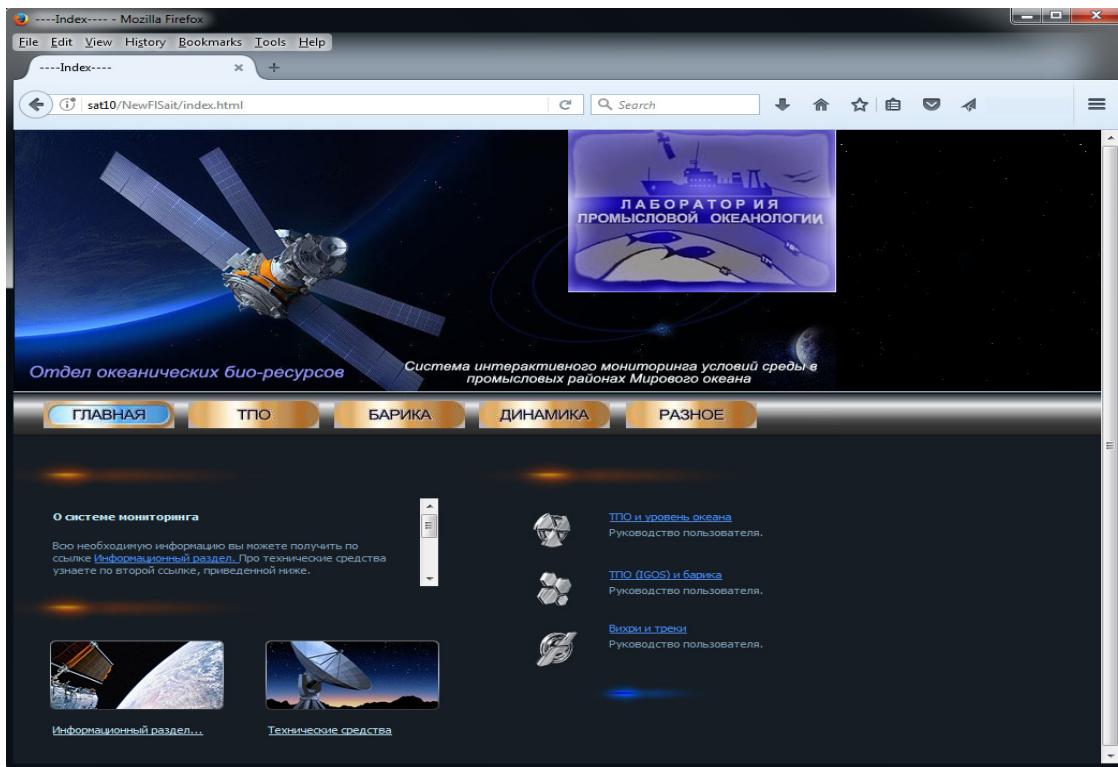 ----Index---- - Mozilla Firefox
File Edit View History Bookmarks Tools Help
----Index----
sat10/NewFISait/index.html
Search
ЛАБОРАТОРИЯ
ПРОМЫСЛОВОЙ ОКЕАНОЛОГИИ
Отдел океанических био-ресурсов
Система интерактивного мониторинга условий среды в
промысловых районах Мирового океана
ГЛАВНАЯ ТПО БАРИКА ДИНАМИКА РАЗНОЕ
О системе мониторинга
Всю необходимую информацию вы можете получить по
ссылке Информационный раздел. Про технические средства
узнаете по второй ссылке, приведенной ниже.
ТПО и уровень океана
Руководство пользователя.
ТПО (IGOS) и барика
Руководство пользователя.
Вихри и треки
Руководство пользователя.
Информационный раздел...
Технические средства